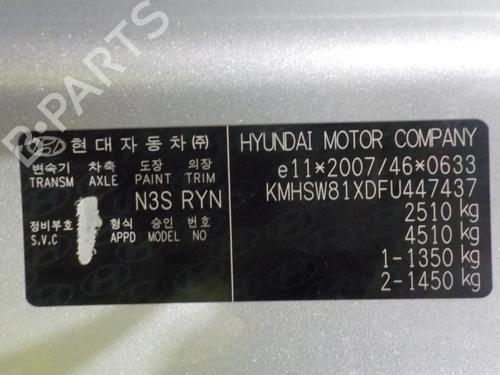 B-PARTS
현대자동차㈜
변속기 차축 도장 의장
TRANSM AXLE PAINT TRIM
N3S RYN
정비부호 형식 승인 번호
S.V.C APPD MODEL NO
HYUNDAI MOTOR COMPANY
e11*2007/46*0633
KMHSW81XDFU447437
2510 kg
4510 kg
1-1350 kg
2-1450 kg